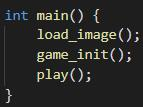 int main() {
    load_image();
    game_init();
    play();
}